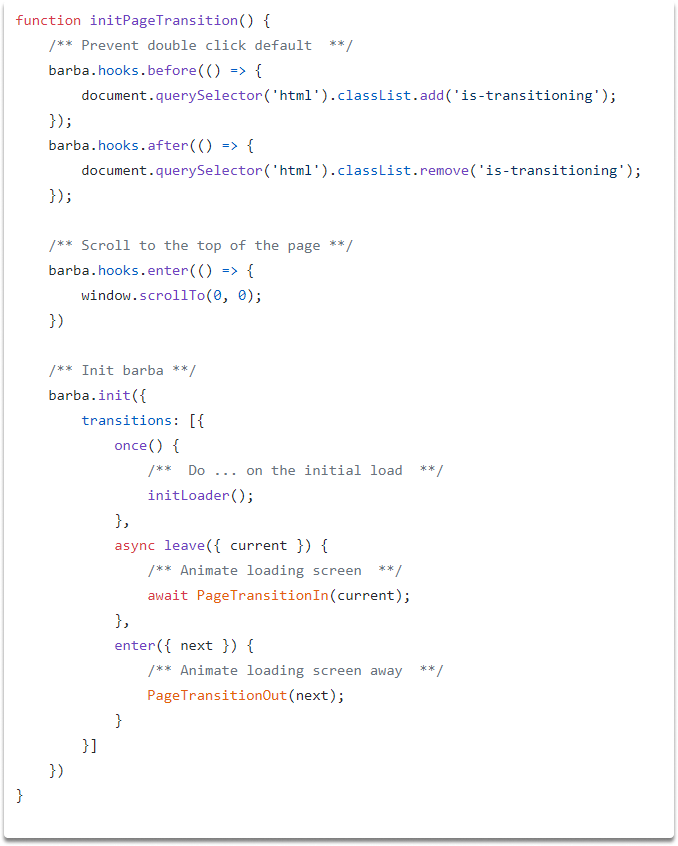 function initPageTransition() {
    /** Prevent double click default  **/
    barba.hooks.before(() => {
        document.querySelector('html').classList.add('is-transitioning');
    });
    barba.hooks.after(() => {
        document.querySelector('html').classList.remove('is-transitioning');
    });

    /** Scroll to the top of the page **/
    barba.hooks.enter(() => {
        window.scrollTo(0, 0);
    })

    /** Init barba **/
    barba.init({
        transitions: [{
            once() {
                /**  Do ... on the initial load  **/
                initLoader();
            },
            async leave({ current }) {
                /** Animate loading screen  **/
                await PageTransitionIn(current);
            },
            enter({ next }) {
                /** Animate loading screen away  **/
                PageTransitionOut(next);
            }
        }]
    })
}